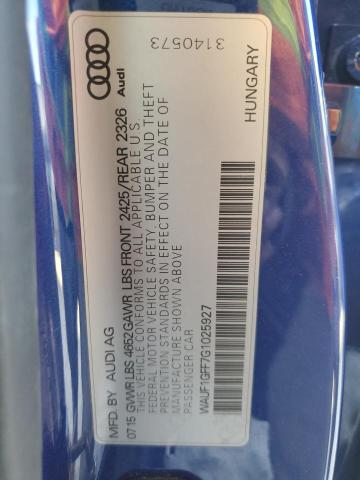 Audi
3140573
MFD. BY AUDI AG
0715 GVWR LBS 4652 GAWR LBS FRONT 2425/REAR 2326
THIS VEHICLE CONFORMS TO ALL APPLICABLE U S
FEDERAL MOTOR VEHICLE SAFETY, BUMPER AND THEFT
PREVENTION STANDARDS IN EFFECT ON THE DATE OF
MANUFACTURE SHOWN ABOVE
PASSENGER CAR
WAUF1GFF7G1025927
HUNGARY